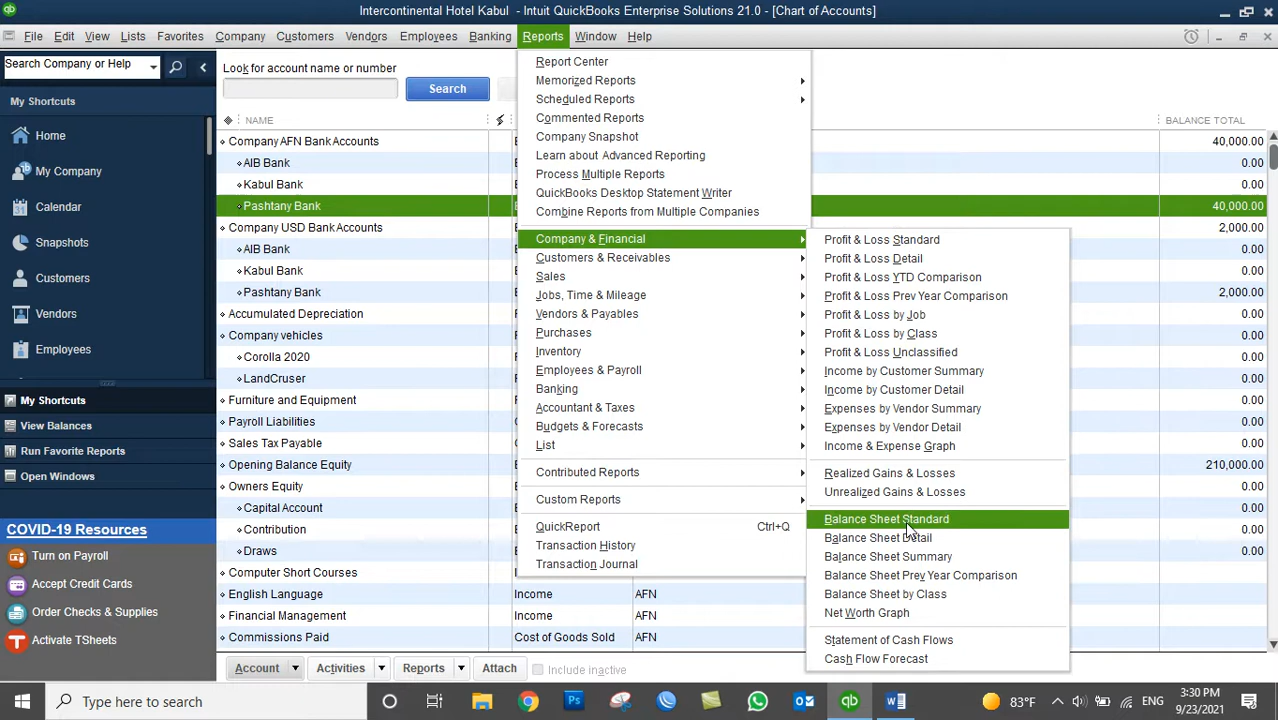 Intercontinental Hotel Kabul - Intuit QuickBooks Enterprise Solutions 21.0 - [Chart of Accounts]
File Edit View Lists Favorites Company Customers Vendors Employees Banking Reports Window Help
Search Company or Help
My Shortcuts
Home
My Company
Calendar
Snapshots
Customers
Vendors
Employees
My Shortcuts
View Balances
Run Favorite Reports
Open Windows
COVID-19 Resources
Turn on Payroll
Accept Credit Cards
Order Checks & Supplies
Activate TSheets
Look for account name or number
Search
NAME BALANCE TOTAL
Company AFN Bank Accounts 40,000.00
AIB Bank 0.00
Kabul Bank 0.00
Pashtany Bank 40,000.00
Company USD Bank Accounts 2,000.00
AIB Bank 0.00
Kabul Bank 0.00
Pashtany Bank 2,000.00
Accumulated Depreciation 0.00
Company vehicles 0.00
Corolla 2020 0.00
LandCruser 0.00
Furniture and Equipment 0.00
Payroll Liabilities 0.00
Sales Tax Payable 0.00
Opening Balance Equity 210,000.00
Owners Equity 0.00
Capital Account 0.00
Contribution 0.00
Draws 0.00
Computer Short Courses
English Language Income AFN
Financial Management Income AFN
Commissions Paid Cost of Goods Sold AFN
Account Activities Reports Attach Include inactive
Report Center
Memorized Reports
Scheduled Reports
Commented Reports
Company Snapshot
Learn about Advanced Reporting
Process Multiple Reports
QuickBooks Desktop Statement Writer
Combine Reports from Multiple Companies
Company & Financial
Customers & Receivables
Sales
Jobs, Time & Mileage
Vendors & Payables
Purchases
Inventory
Employees & Payroll
Banking
Accountant & Taxes
Budgets & Forecasts
List
Contributed Reports
Custom Reports
QuickReport Ctrl+Q
Transaction History
Transaction Journal
Profit & Loss Standard
Profit & Loss Detail
Profit & Loss YTD Comparison
Profit & Loss Prev Year Comparison
Profit & Loss by Job
Profit & Loss by Class
Profit & Loss Unclassified
Income by Customer Summary
Income by Customer Detail
Expenses by Vendor Summary
Expenses by Vendor Detail
Income & Expense Graph
Realized Gains & Losses
Unrealized Gains & Losses
Balance Sheet Standard
Balance Sheet Detail
Balance Sheet Summary
Balance Sheet Prev Year Comparison
Balance Sheet by Class
Net Worth Graph
Statement of Cash Flows
Cash Flow Forecast
Type here to search
83°F
ENG
3:30 PM
9/23/2021